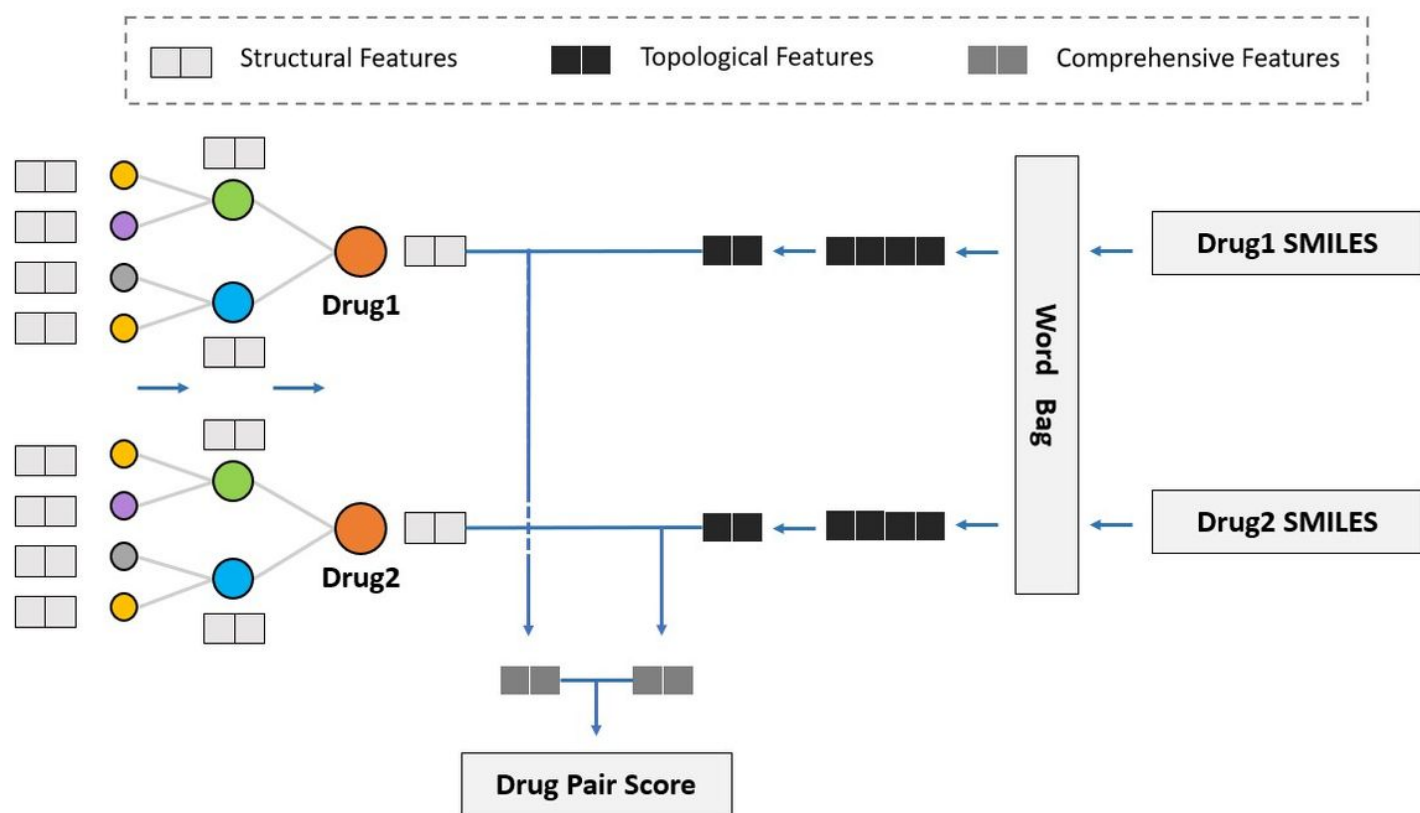 Structural Features
Topological Features
Comprehensive Features
Drug1
Drug1 SMILES
Word Bag
Drug2
Drug2 SMILES
Drug Pair Score